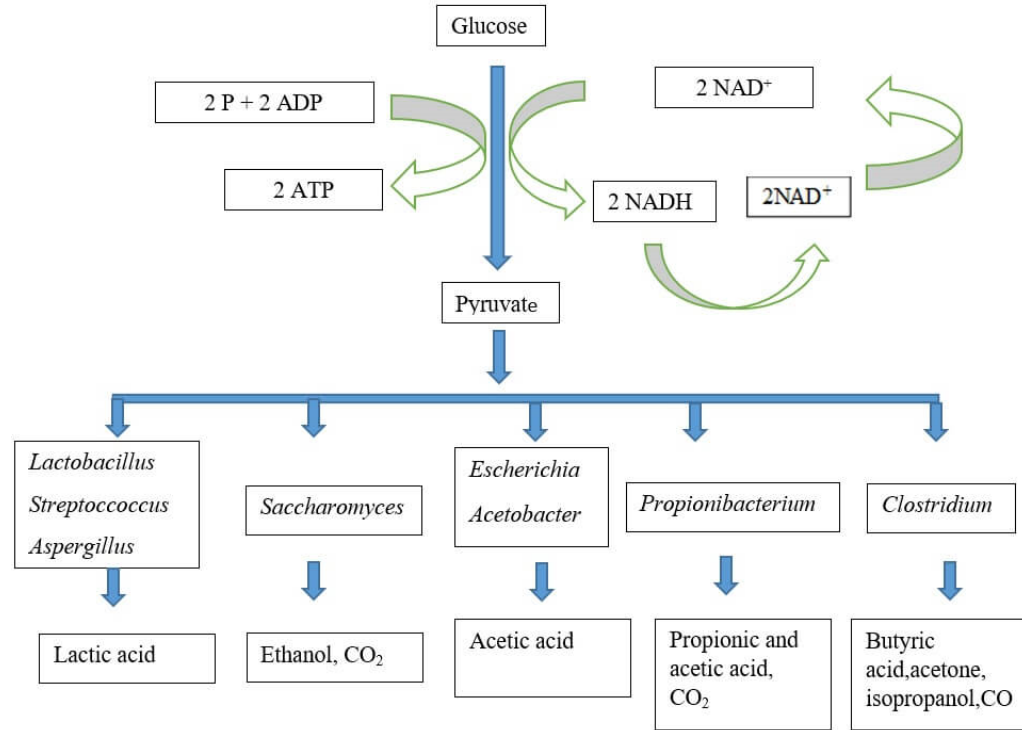 Glucose
2 P + 2 ADP
2 NAD⁺
2 ATP
2 NADH
2NAD⁺
Pyruvate
Lactobacillus
Streptoccoccus
Aspergillus
Saccharomyces
Escherichia
Acetobacter
Propionibacterium
Clostridium
Lactic acid
Ethanol, CO₂
Acetic acid
Propionic and
acetic acid,
CO₂
Butyric
acid,acetone,
isopropanol,CO